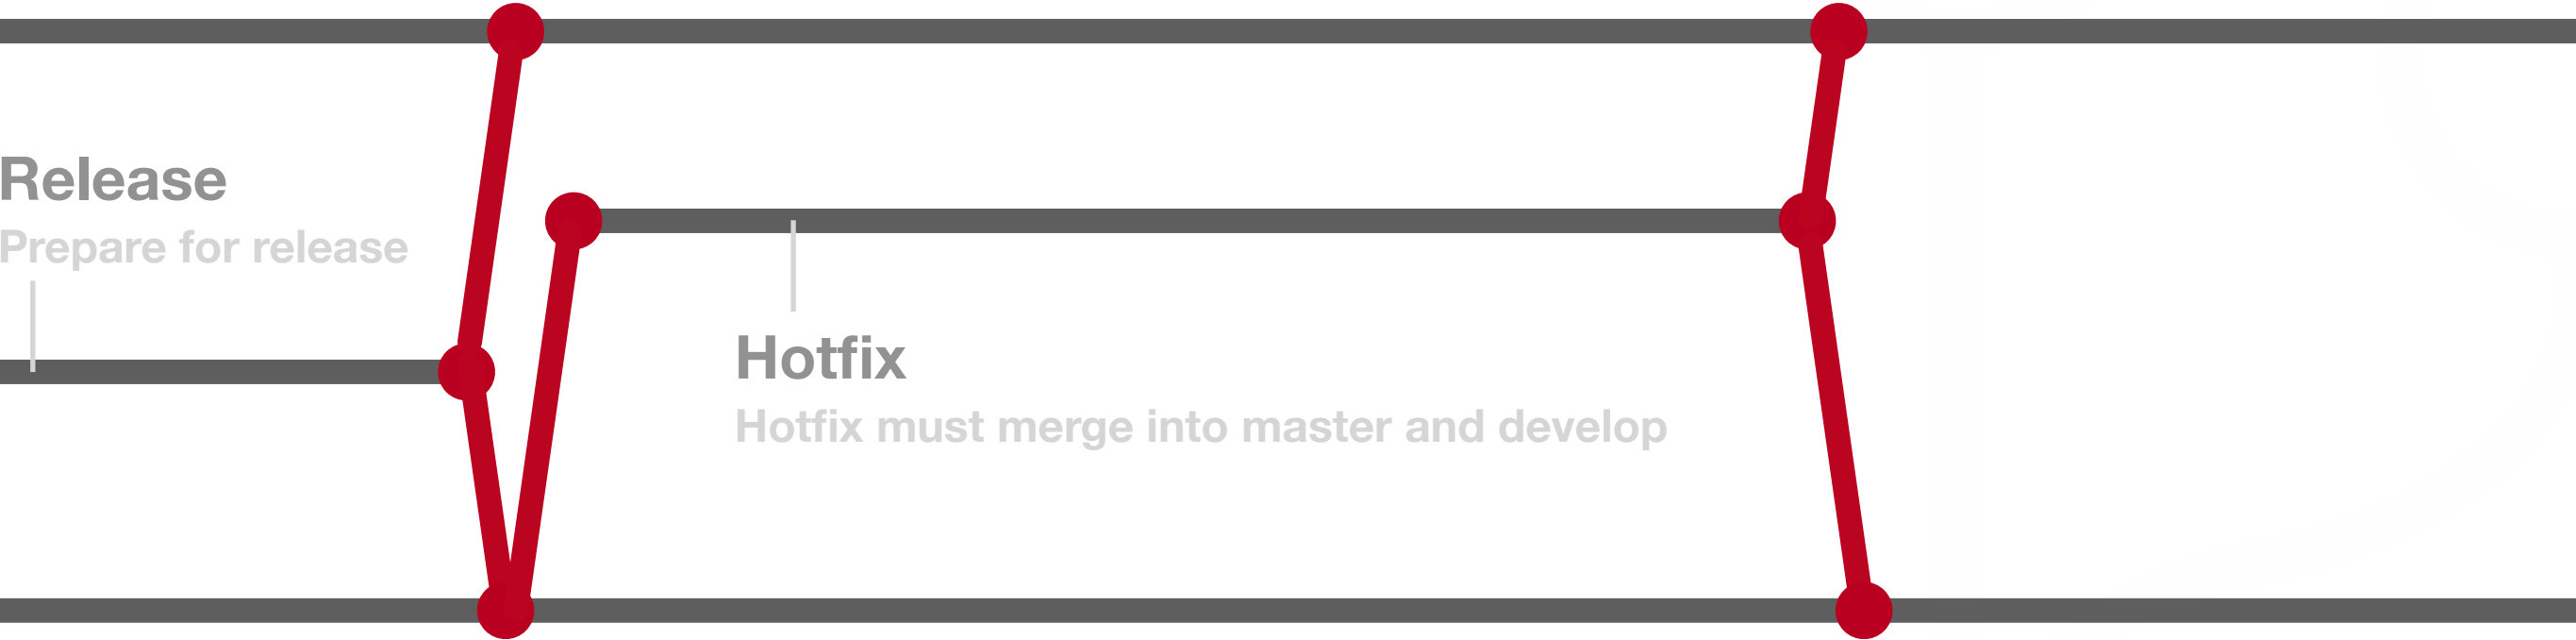 Release
Prepare for release
Hotfix
Hotfix must merge into master and develop